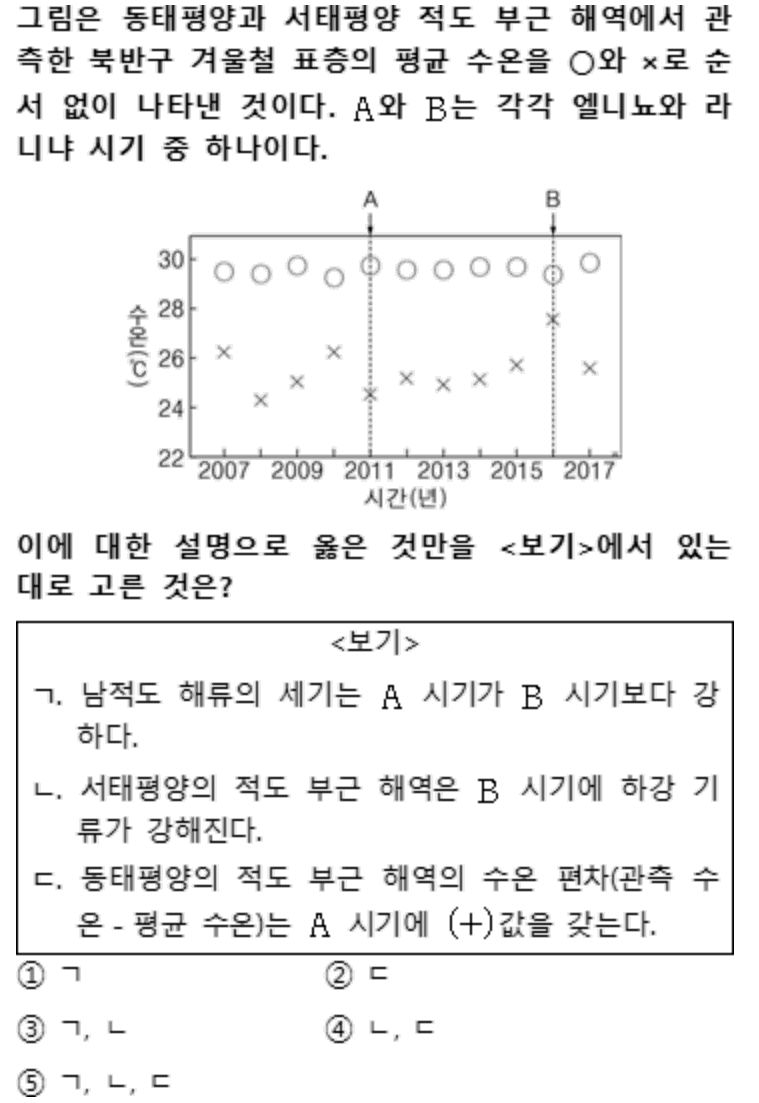 그림은 동태평양과 서태평양 적도 부근 해역에서 관
측한 북반구 겨울철 표층의 평균 수온을 ○와 ×로 순
서 없이 나타낸 것이다. A와 B는 각각 엘니뇨와 라
니냐 시기 중 하나이다.
A B
30
28
26
24
22
수온(℃)
2007 2009 2011 2013 2015 2017
시간(년)
이에 대한 설명으로 옳은 것만을 <보기>에서 있는
대로 고른 것은?
<보기>
ㄱ. 남적도 해류의 세기는 A 시기가 B 시기보다 강
하다.
ㄴ. 서태평양의 적도 부근 해역은 B 시기에 하강 기
류가 강해진다.
ㄷ. 동태평양의 적도 부근 해역의 수온 편차(관측 수
온 - 평균 수온)는 A 시기에 (+)값을 갖는다.
① ㄱ ② ㄷ
③ ㄱ, ㄴ ④ ㄴ, ㄷ
⑤ ㄱ, ㄴ, ㄷ